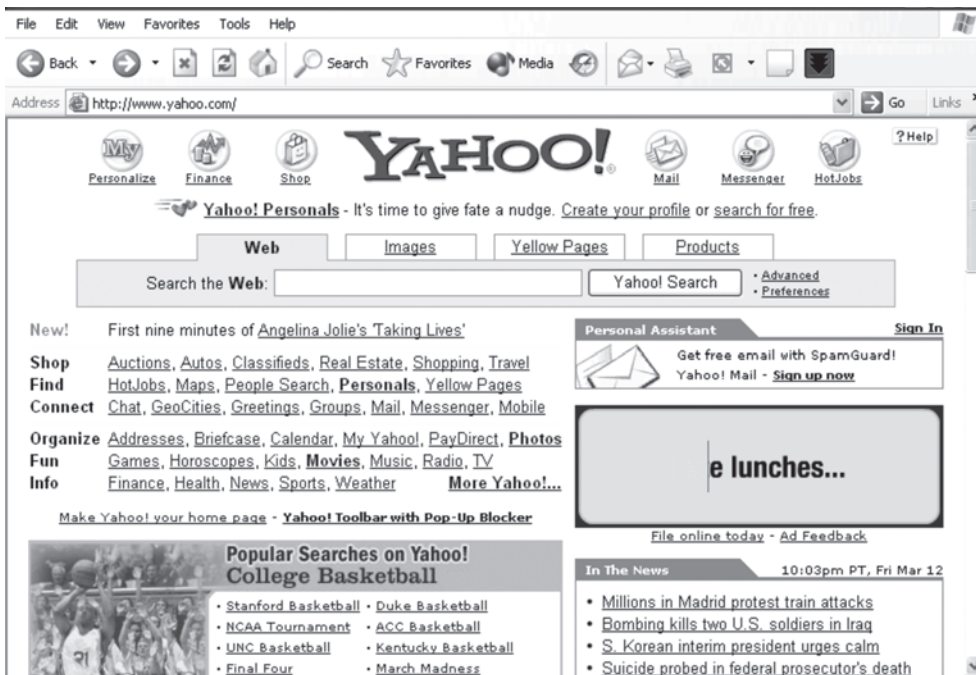 File Edit View Favorites Tools Help
Back Search Favorites Media
Address http://www.yahoo.com/ Go Links
My YAHOO! ? Help
Personalize Finance Shop Mail Messenger HotJobs
Yahoo! Personals - It's time to give fate a nudge. Create your profile or search for free.
Web Images Yellow Pages Products
Search the Web: Yahoo! Search · Advanced
· Preferences
New! First nine minutes of Angelina Jolie's 'Taking Lives'
Shop Auctions, Autos, Classifieds, Real Estate, Shopping, Travel
Find HotJobs, Maps, People Search, Personals, Yellow Pages
Connect Chat, GeoCities, Greetings, Groups, Mail, Messenger, Mobile
Organize Addresses, Briefcase, Calendar, My Yahoo!, PayDirect, Photos
Fun Games, Horoscopes, Kids, Movies, Music, Radio, TV
Info Finance, Health, News, Sports, Weather More Yahoo!...
Make Yahoo! your home page - Yahoo! Toolbar with Pop-Up Blocker
Popular Searches on Yahoo!
College Basketball
· Stanford Basketball · Duke Basketball
· NCAA Tournament · ACC Basketball
· UNC Basketball · Kentucky Basketball
· Final Four · March Madness
21
Personal Assistant Sign In
Get free email with SpamGuard!
Yahoo! Mail - Sign up now
e lunches...
File online today - Ad Feedback
In The News 10:03pm PT, Fri Mar 12
• Millions in Madrid protest train attacks
• Bombing kills two U.S. soldiers in Iraq
• S. Korean interim president urges calm
• Suicide probed in federal prosecutor's death